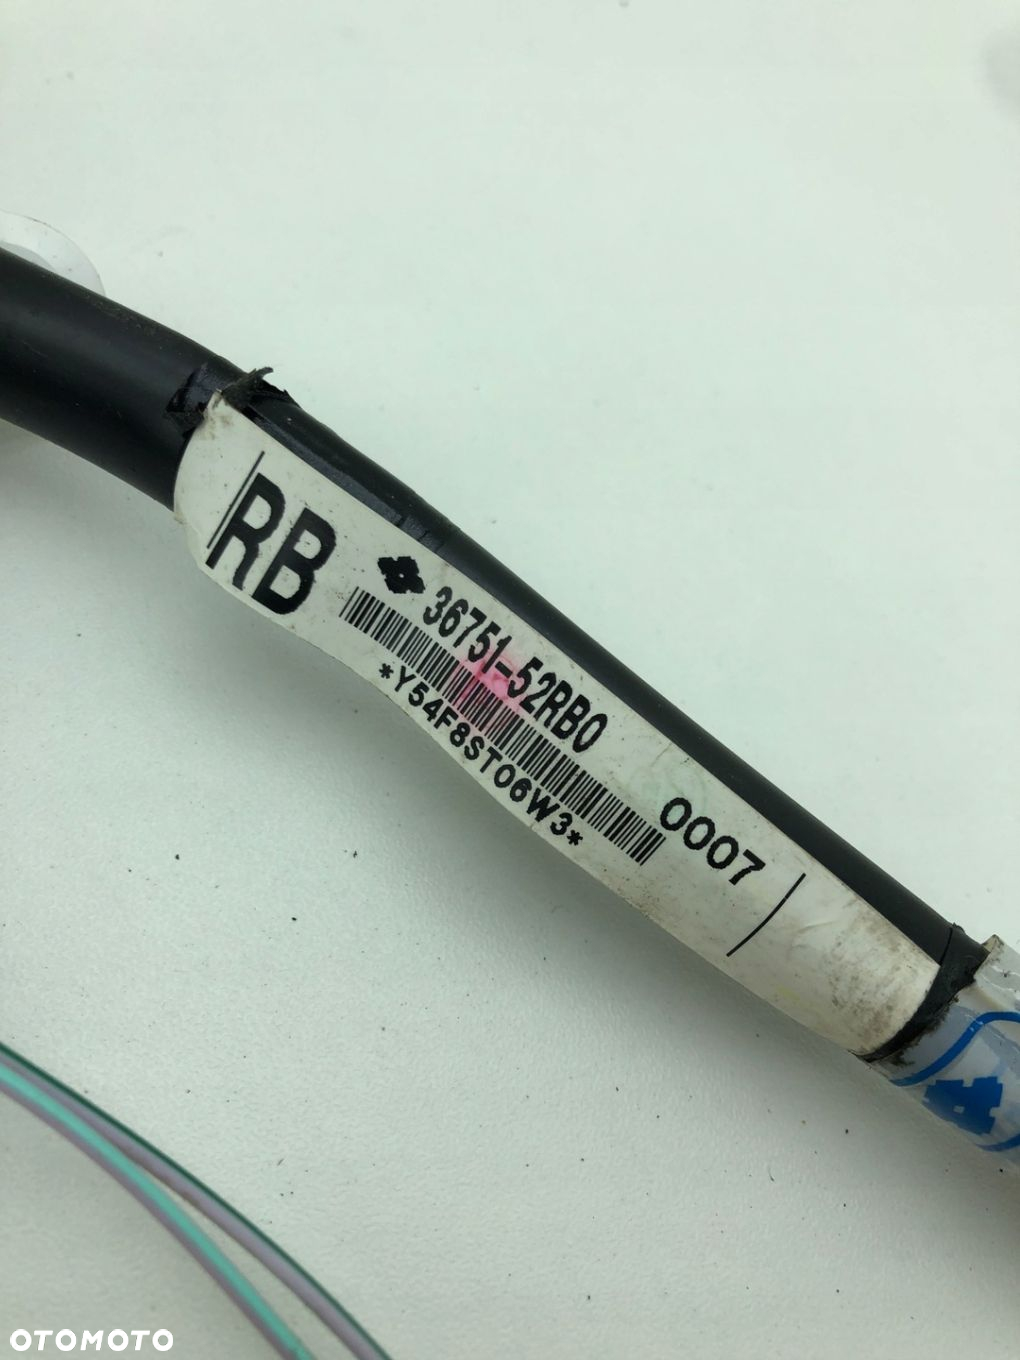 RB
36751-52RB0
*Y54F8ST06W3*
0007
OTOMOTO